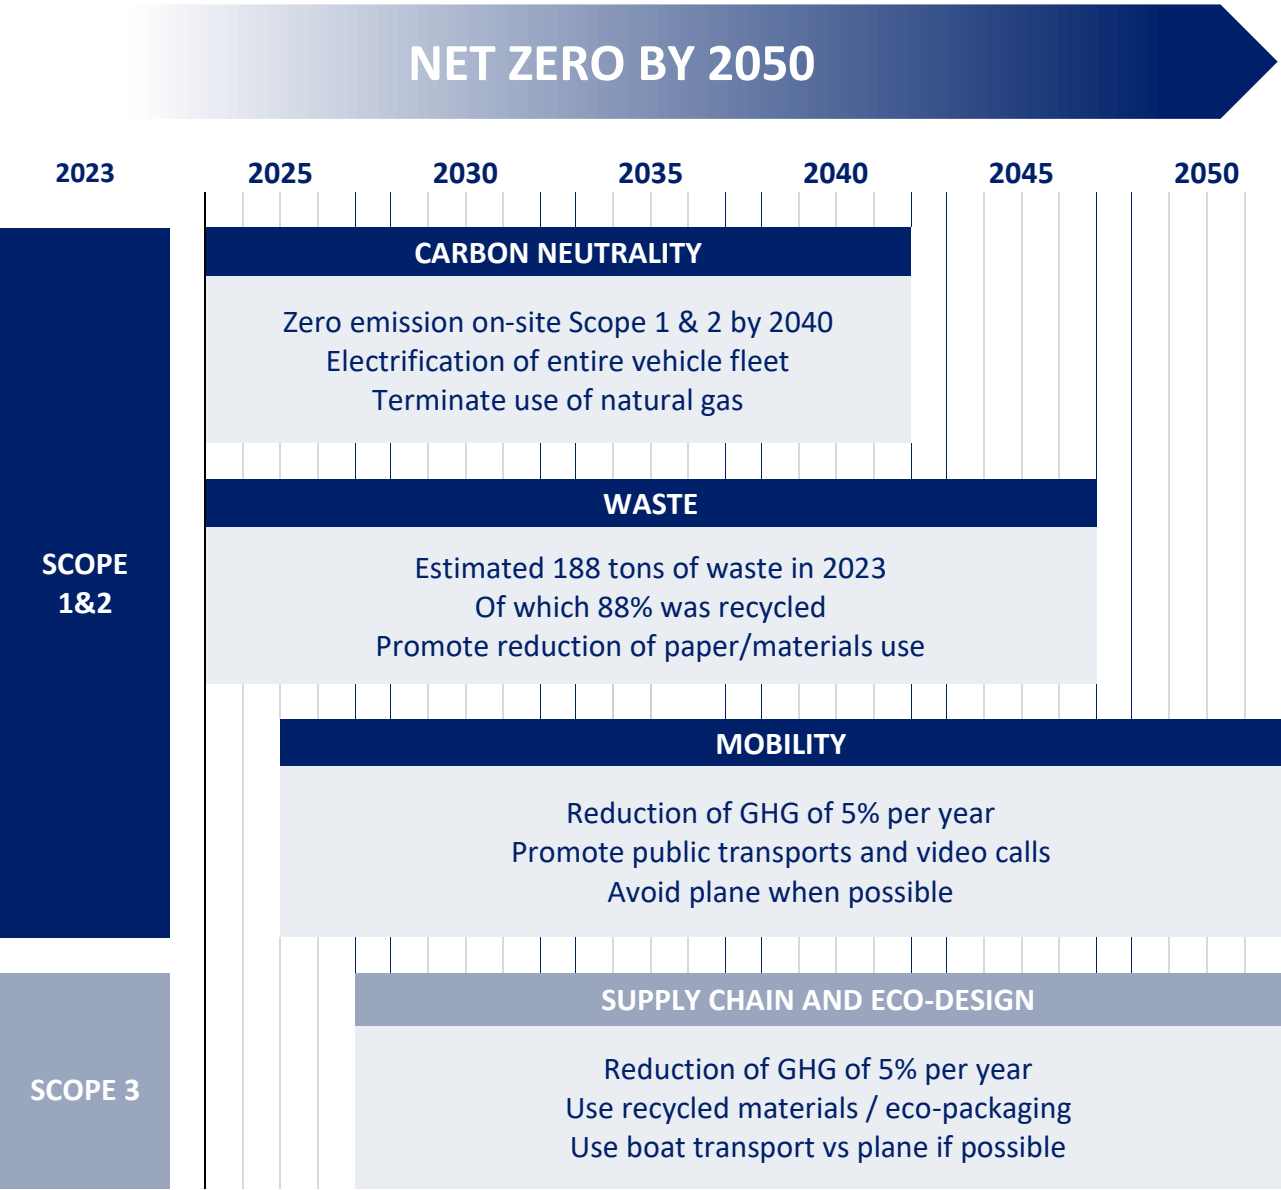 NET ZERO BY 2050
2023 2025 2030 2035 2040 2045 2050
SCOPE
1&2
CARBON NEUTRALITY
Zero emission on-site Scope 1 & 2 by 2040
Electrification of entire vehicle fleet
Terminate use of natural gas
WASTE
Estimated 188 tons of waste in 2023
Of which 88% was recycled
Promote reduction of paper/materials use
MOBILITY
Reduction of GHG of 5% per year
Promote public transports and video calls
Avoid plane when possible
SCOPE 3
SUPPLY CHAIN AND ECO-DESIGN
Reduction of GHG of 5% per year
Use recycled materials / eco-packaging
Use boat transport vs plane if possible